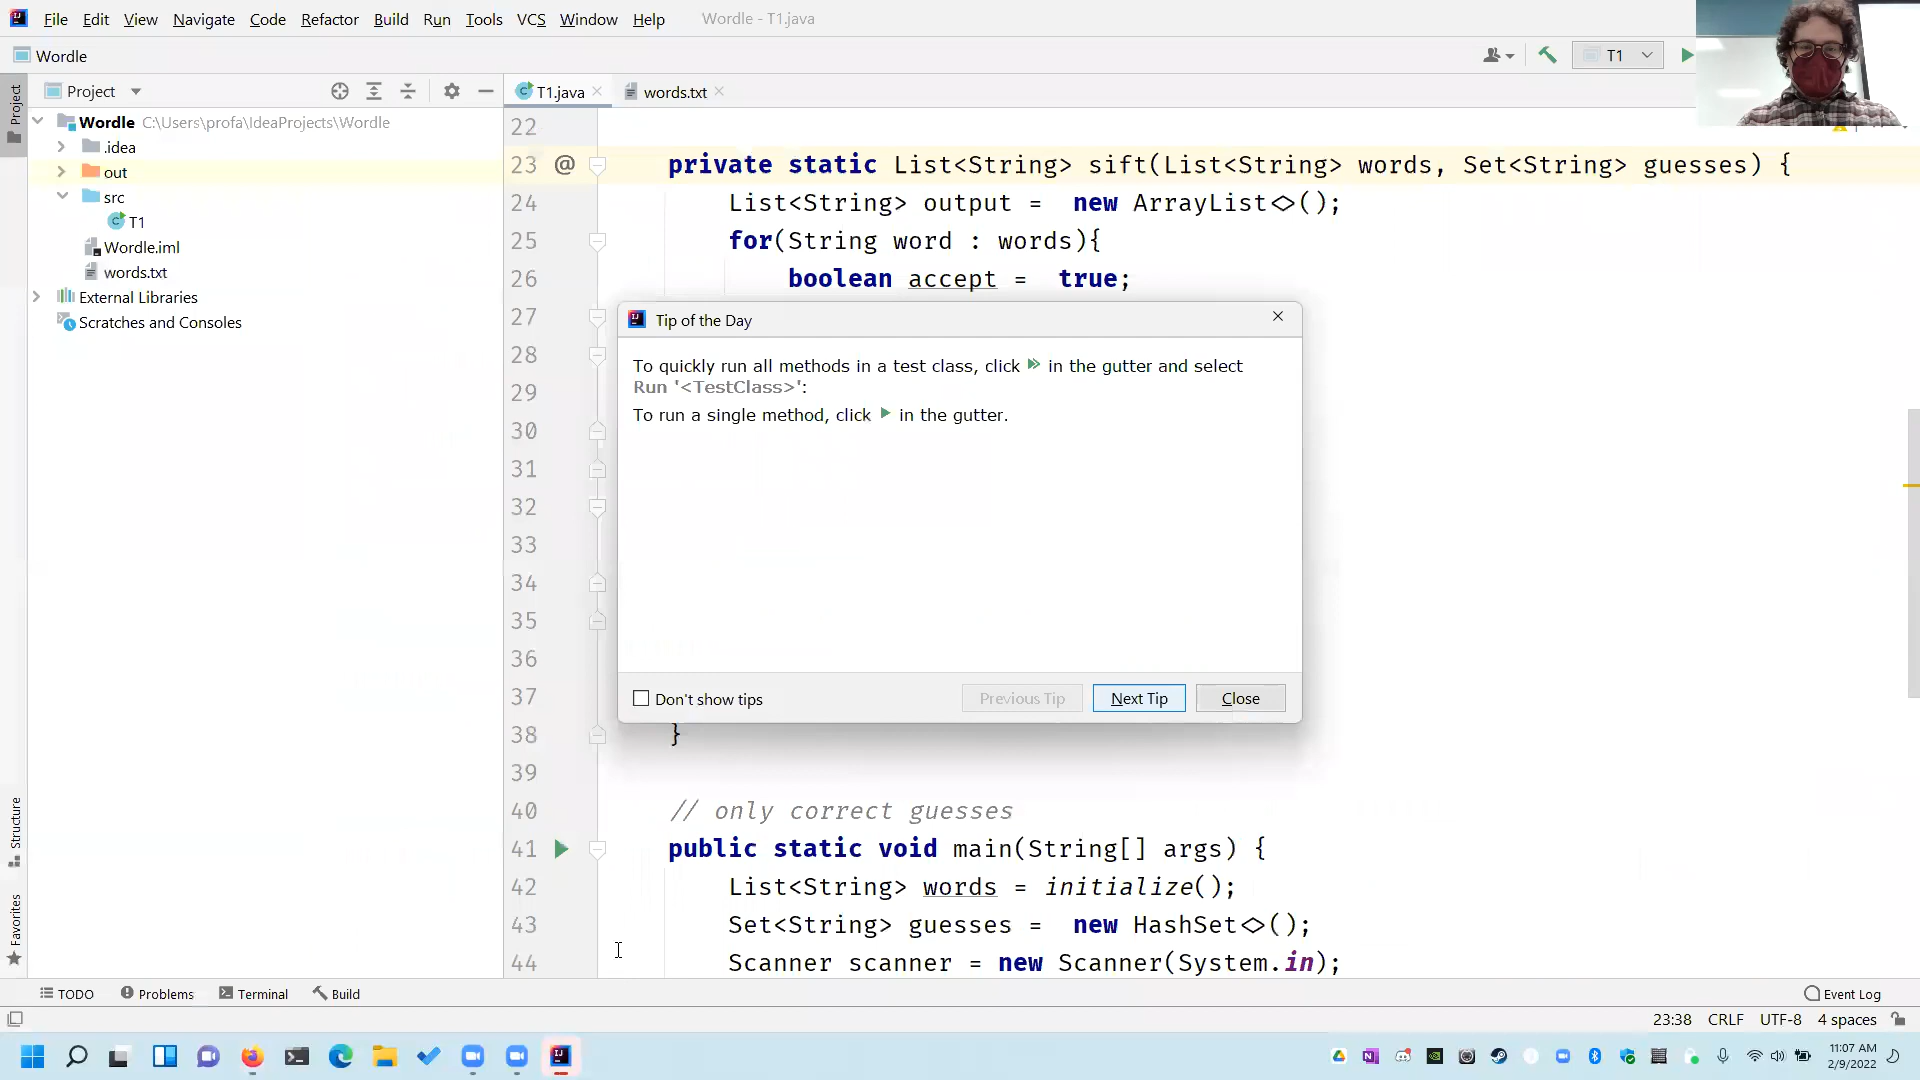 File Edit View Navigate Code Refactor Build Run Tools VCS Window Help Wordle - T1.java
Wordle
T1
Project
T1.java
words.txt
Project
Wordle C:\Users\profa\IdeaProjects\Wordle
.idea
out
src
T1
Wordle.iml
words.txt
External Libraries
Scratches and Consoles
Structure
Favorites
22
23 @ private static List<String> sift(List<String> words, Set<String> guesses) {
24 List<String> output = new ArrayList<>();
25 for(String word : words){
26 boolean accept = true;
27
28
29
30
31
32
33
34
35
36
37
38 }
39
40 // only correct guesses
41 public static void main(String[] args) {
42 List<String> words = initialize();
43 Set<String> guesses = new HashSet<>();
44 Scanner scanner = new Scanner(System.in);
Tip of the Day
To quickly run all methods in a test class, click in the gutter and select
Run '<TestClass>':
To run a single method, click in the gutter.
Don't show tips
Previous Tip
Next Tip
Close
TODO Problems Terminal Build Event Log
23:38 CRLF UTF-8 4 spaces
11:07 AM
2/9/2022